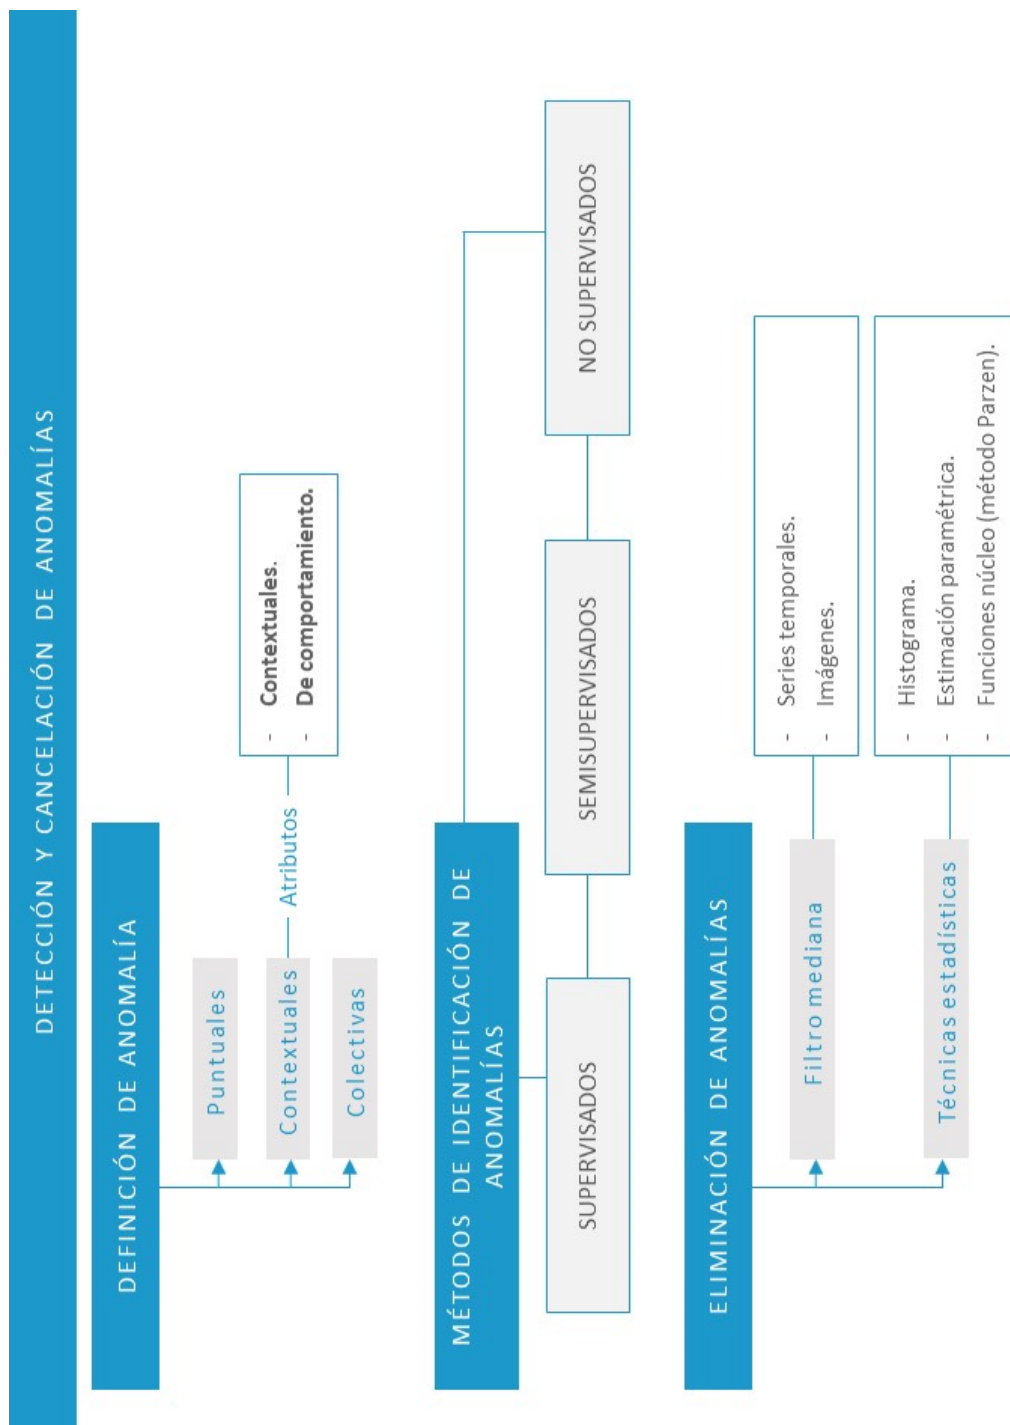 DETECCIÓN Y CANCELACIÓN DE ANOMALÍAS
DEFINICIÓN DE ANOMALÍA
Puntuales
Contextuales
Colectivas
Atributos
- Contextuales.
- De comportamiento.
MÉTODOS DE IDENTIFICACIÓN DE
ANOMALÍAS
SUPERVISADOS
SEMISUPERVISADOS
NO SUPERVISADOS
ELIMINACIÓN DE ANOMALÍAS
Filtro mediana
- Series temporales.
- Imágenes.
Técnicas estadísticas
- Histograma.
- Estimación paramétrica.
- Funciones núcleo (método Parzen).